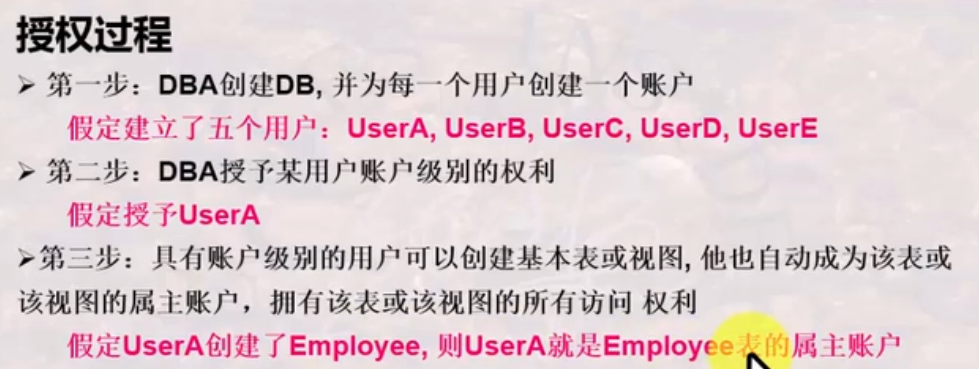 授权过程
➢ 第一步：DBA创建DB, 并为每一个用户创建一个账户
假定建立了五个用户：UserA, UserB, UserC, UserD, UserE
➢ 第二步：DBA授予某用户账户级别的权利
假定授予UserA
➢第三步：具有账户级别的用户可以创建基本表或视图, 他也自动成为该表或
该视图的属主账户，拥有该表或该视图的所有访问 权利
假定UserA创建了Employee, 则UserA就是Employee表的属主账户